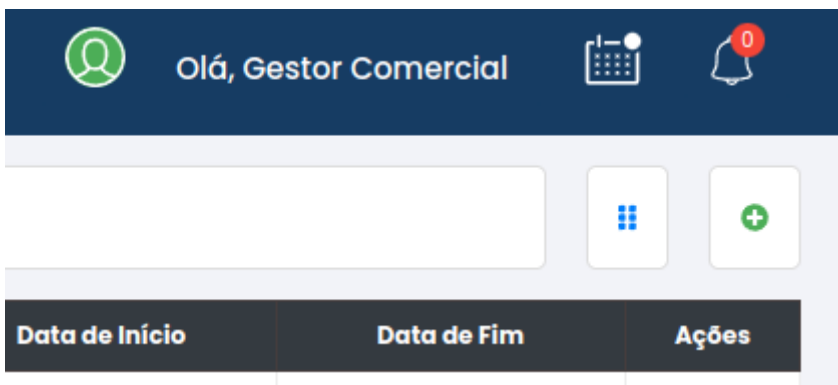 Olá, Gestor Comercial
0
Data de Início Data de Fim Ações